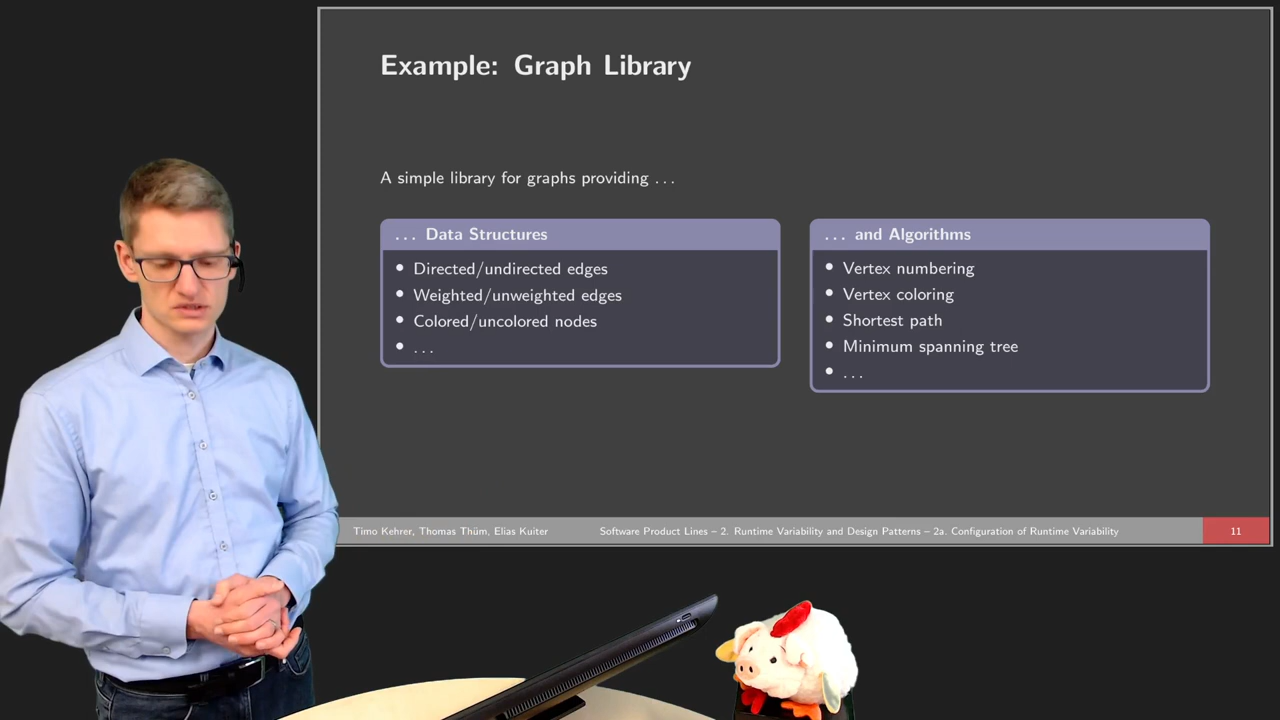 Example: Graph Library
A simple library for graphs providing ...
... Data Structures
• Directed/undirected edges
• Weighted/unweighted edges
• Colored/uncolored nodes
• ...
... and Algorithms
• Vertex numbering
• Vertex coloring
• Shortest path
• Minimum spanning tree
• ...
Timo Kehrer, Thomas Thüm, Elias Kuiter
Software Product Lines – 2. Runtime Variability and Design Patterns – 2a. Configuration of Runtime Variability
11